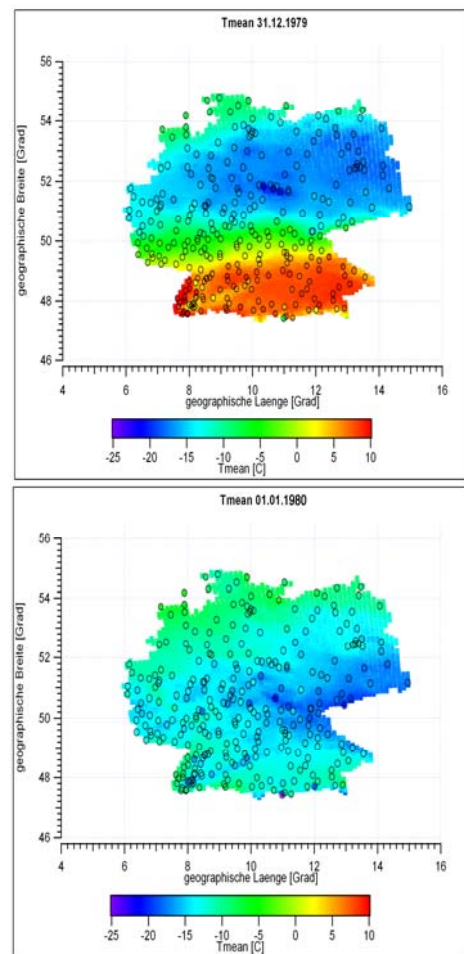 Tmean 31.12.1979
56
54
52
50
48
46
geographische Breite [Grad]
4 6 8 10 12 14 16
geographische Laenge [Grad]
-25 -20 -15 -10 -5 0 5 10
Tmean [C]
Tmean 01.01.1980
56
54
52
50
48
46
geographische Breite [Grad]
4 6 8 10 12 14 16
geographische Laenge [Grad]
-25 -20 -15 -10 -5 0 5 10
Tmean [C]